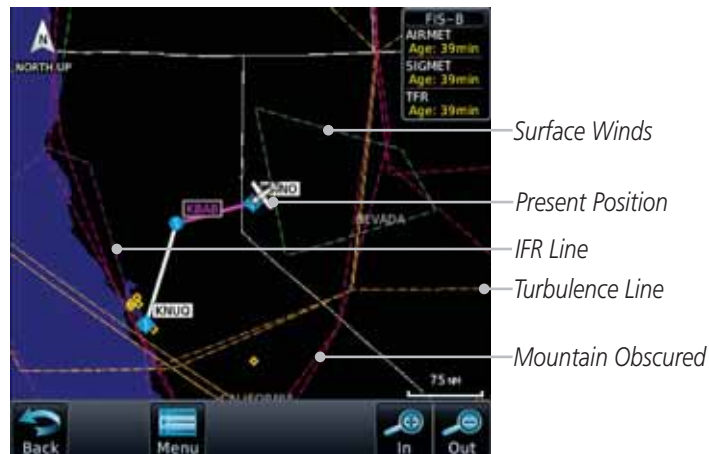 FIS-B
AIRMET
Age: 39min
SIGMET
Age: 39min
TFR
Age: 39min
N
NORTH UP
Surface Winds
KBAB
Present Position
NEVADA
IFR Line
Turbulence Line
KNUQ
Mountain Obscured
75 NM
CALIFORNIA
Back
Menu
In
Out